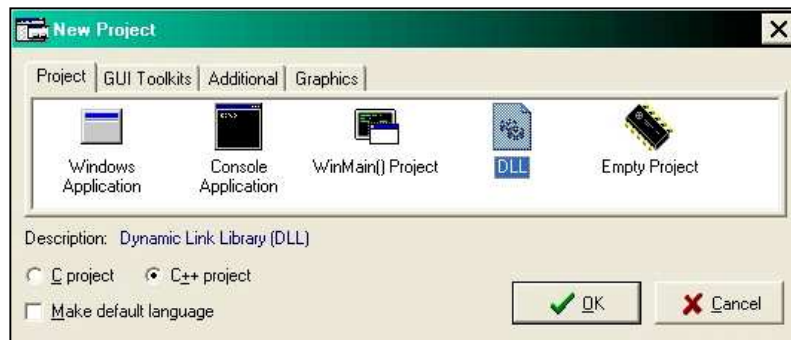 New Project
Project GUI Toolkits Additional Graphics
Windows Application
Console Application
WinMain() Project
DLL
Empty Project
Description: Dynamic Link Library (DLL)
C project C++ project
Make default language
OK Cancel